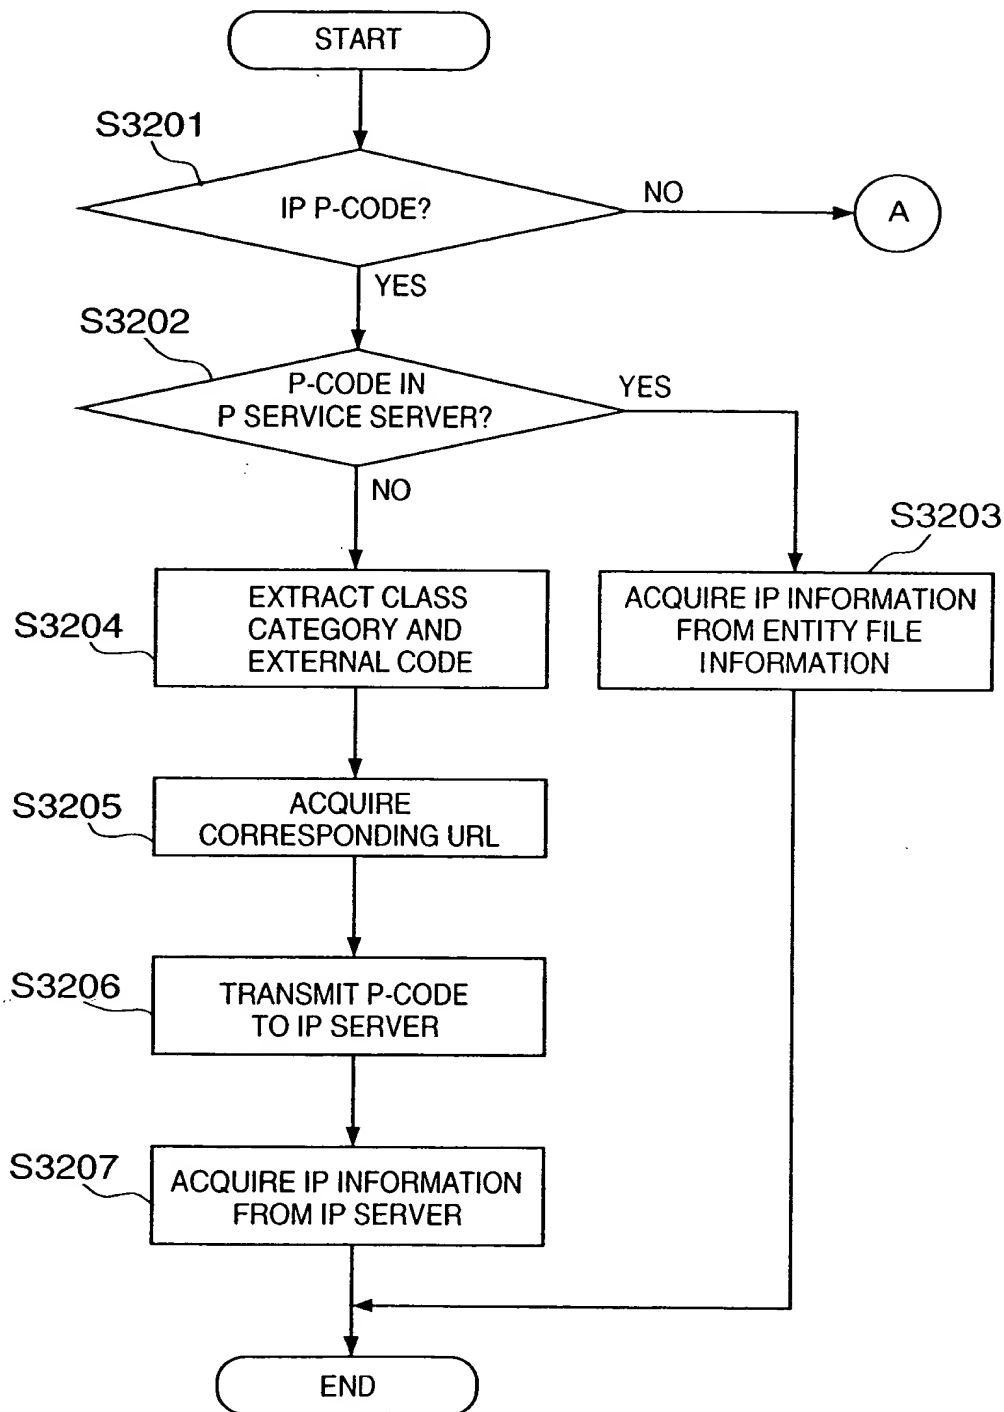 START
S3201
IP P-CODE?
NO
A
YES
S3202
P-CODE IN
P SERVICE SERVER?
YES
NO
S3203
ACQUIRE IP INFORMATION
FROM ENTITY FILE
INFORMATION
S3204
EXTRACT CLASS
CATEGORY AND
EXTERNAL CODE
S3205
ACQUIRE
CORRESPONDING URL
S3206
TRANSMIT P-CODE
TO IP SERVER
S3207
ACQUIRE IP INFORMATION
FROM IP SERVER
END